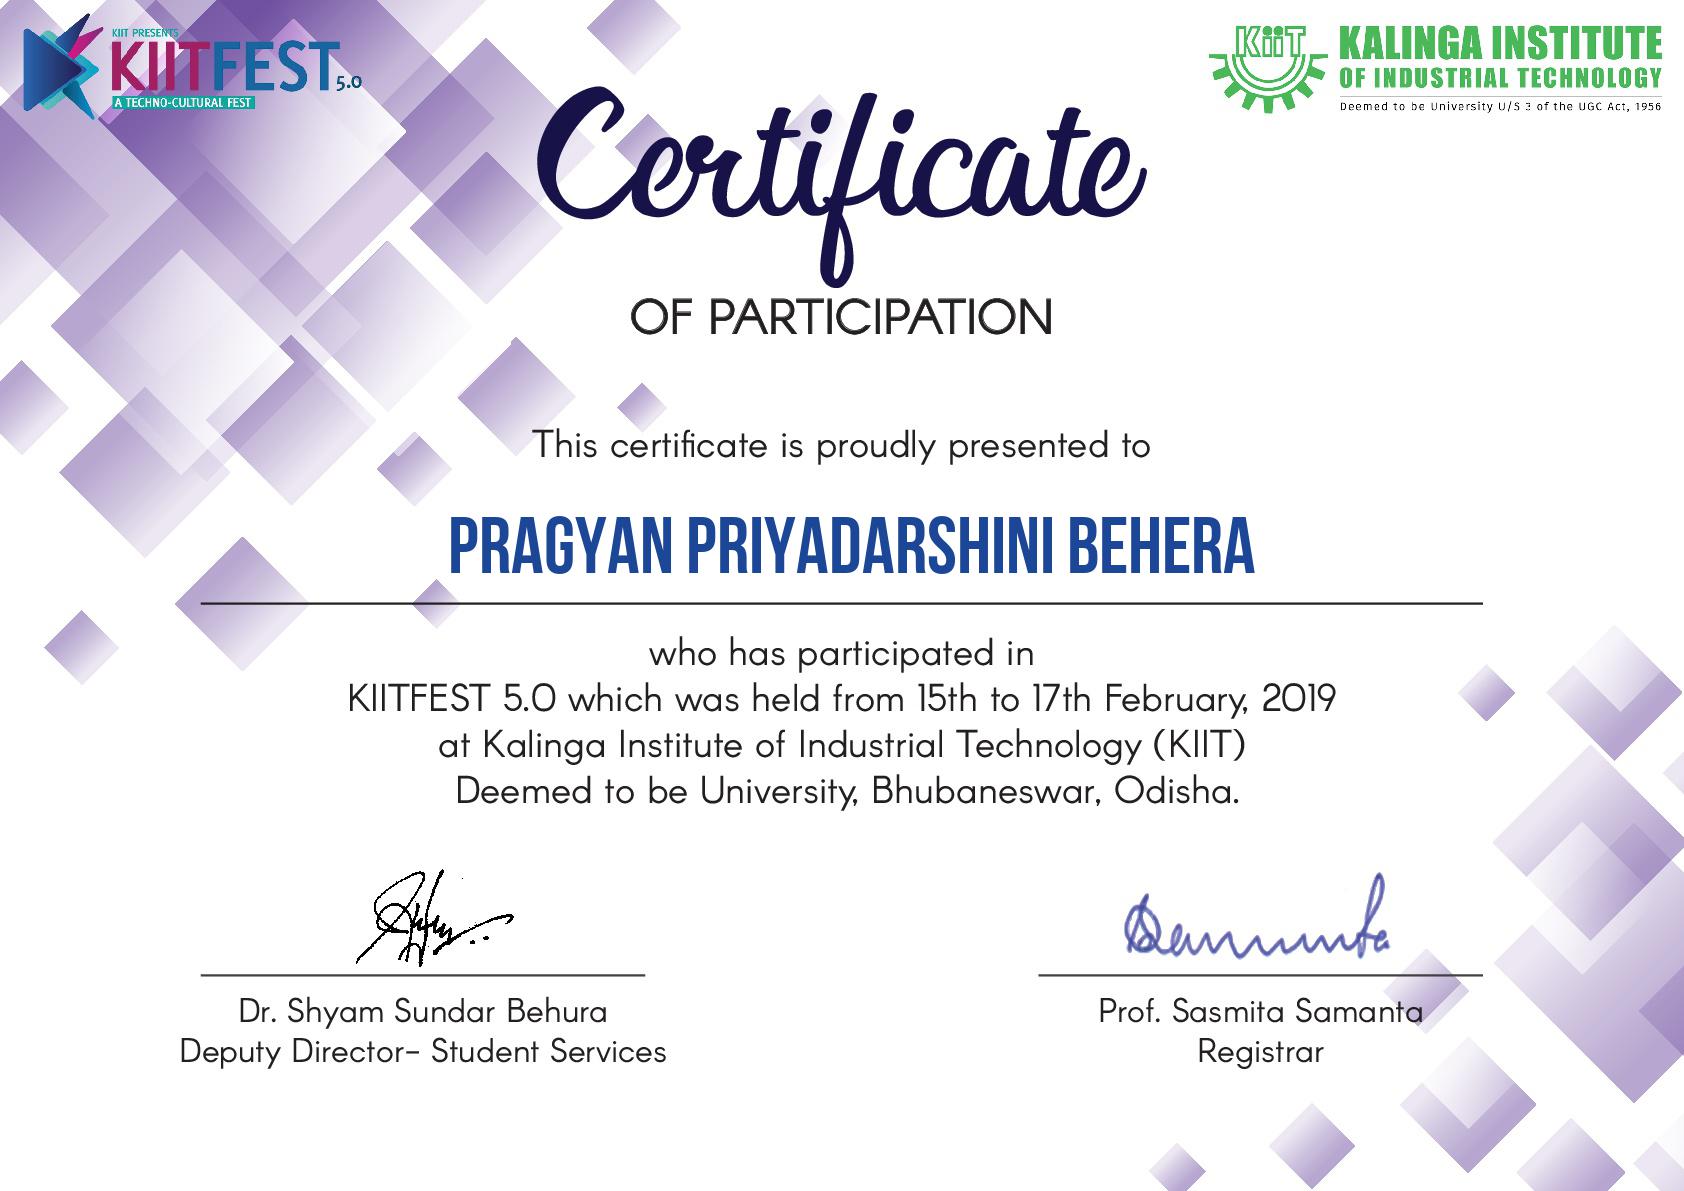 KIIT PRESENTS
KIITFEST 5.0
A TECHNO-CULTURAL FEST
KiiT
KALINGA INSTITUTE
OF INDUSTRIAL TECHNOLOGY
Deemed to be University U/S 3 of the UGC Act, 1956
Certificate
OF PARTICIPATION
This certificate is proudly presented to
PRAGYAN PRIYADARSHINI BEHERA
who has participated in
KIITFEST 5.0 which was held from 15th to 17th February, 2019
at Kalinga Institute of Industrial Technology (KIIT)
Deemed to be University, Bhubaneswar, Odisha.
Dr. Shyam Sundar Behura
Deputy Director- Student Services
Prof. Sasmita Samanta
Registrar